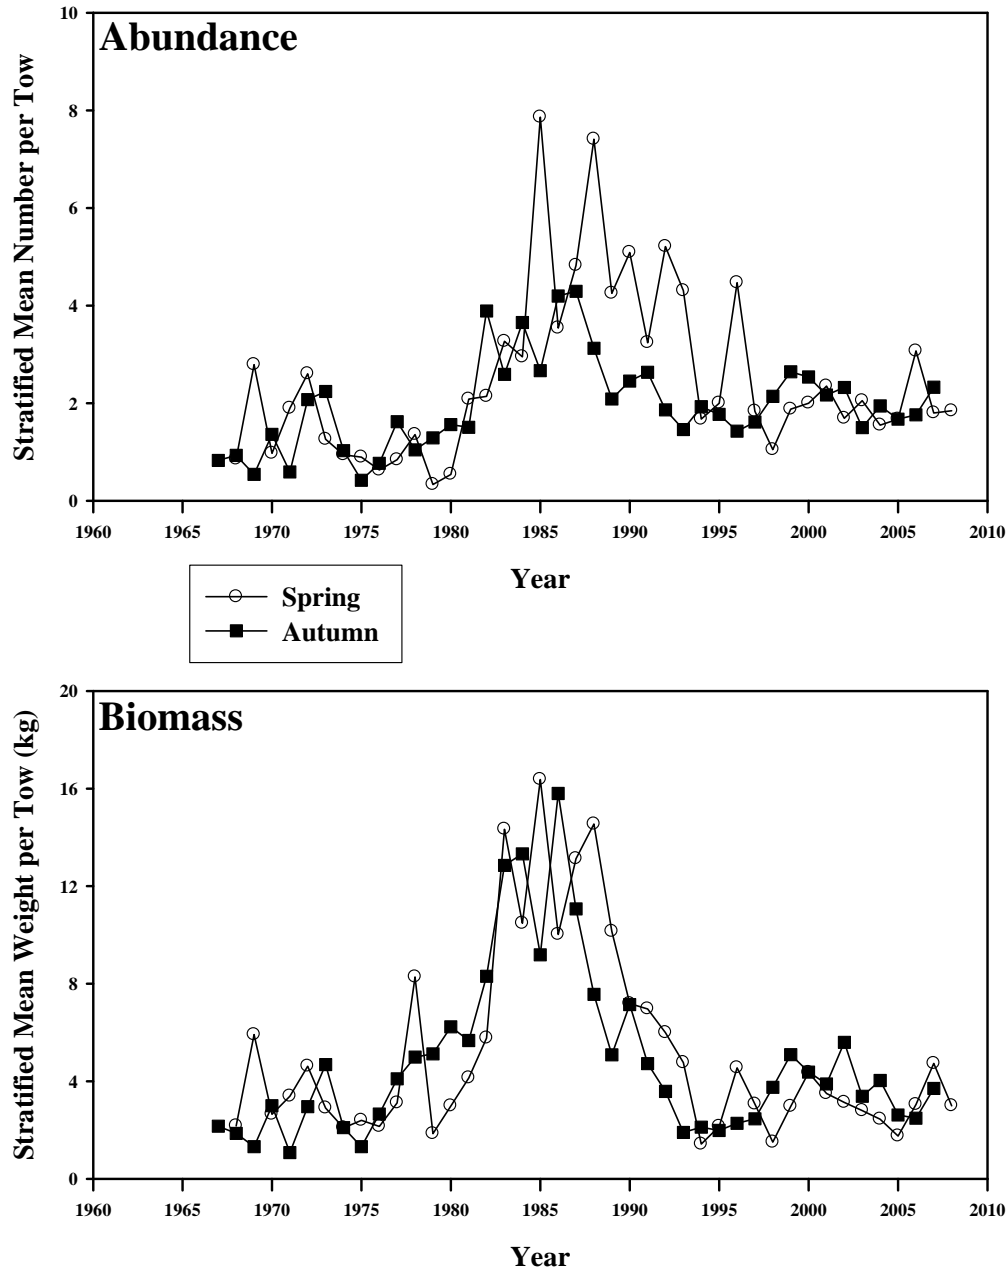 Abundance
Stratified Mean Number per Tow
10
8
6
4
2
0
1960 1965 1970 1975 1980 1985 1990 1995 2000 2005 2010
Year
Spring
Autumn
Biomass
Stratified Mean Weight per Tow (kg)
20
16
12
8
4
0
1960 1965 1970 1975 1980 1985 1990 1995 2000 2005 2010
Year